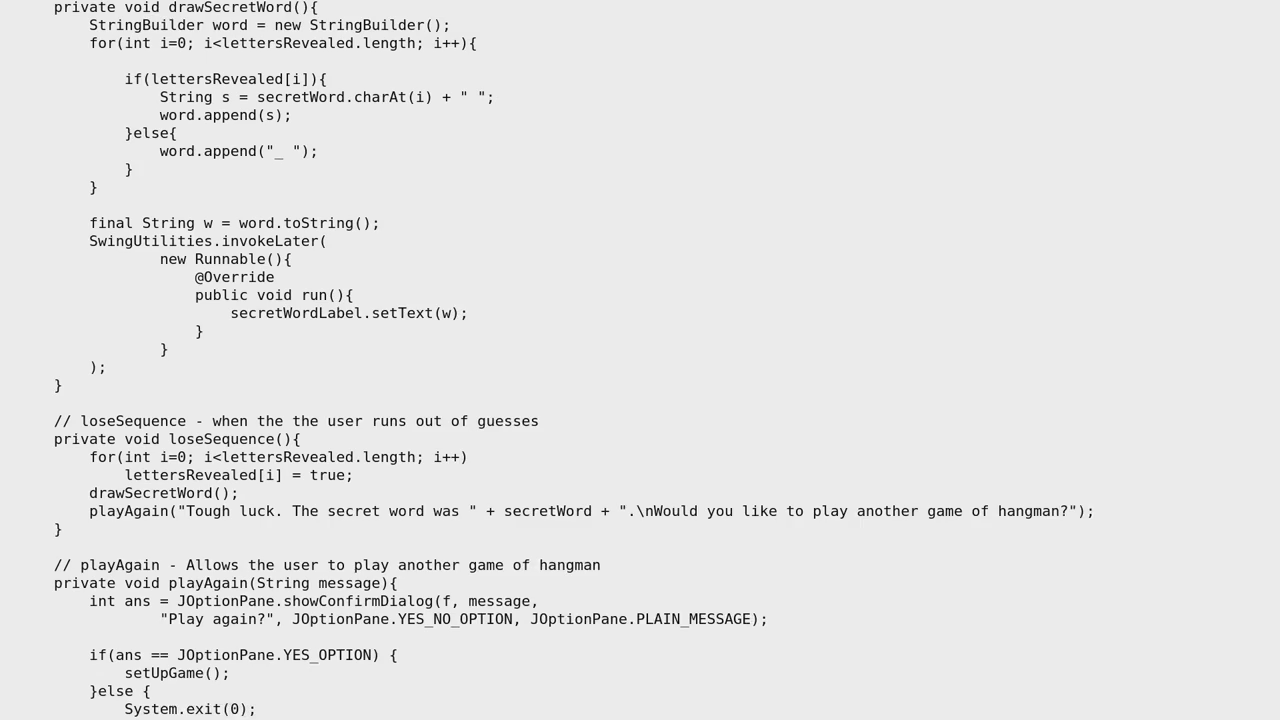 private void drawSecretWord(){
StringBuilder word = new StringBuilder();
for(int i=0; i<lettersRevealed.length; i++){
if(lettersRevealed[i]){
String s = secretWord.charAt(i) + " ";
word.append(s);
}else{
word.append("_ ");
}
}
final String w = word.toString();
SwingUtilities.invokeLater(
new Runnable(){
@Override
public void run(){
secretWordLabel.setText(w);
}
}
);
}
// loseSequence - when the the user runs out of guesses
private void loseSequence(){
for(int i=0; i<lettersRevealed.length; i++)
lettersRevealed[i] = true;
drawSecretWord();
playAgain("Tough luck. The secret word was " + secretWord + ".\nWould you like to play another game of hangman?");
}
// playAgain - Allows the user to play another game of hangman
private void playAgain(String message){
int ans = JOptionPane.showConfirmDialog(f, message,
"Play again?", JOptionPane.YES_NO_OPTION, JOptionPane.PLAIN_MESSAGE);
if(ans == JOptionPane.YES_OPTION) {
setUpGame();
}else {
System.exit(0);